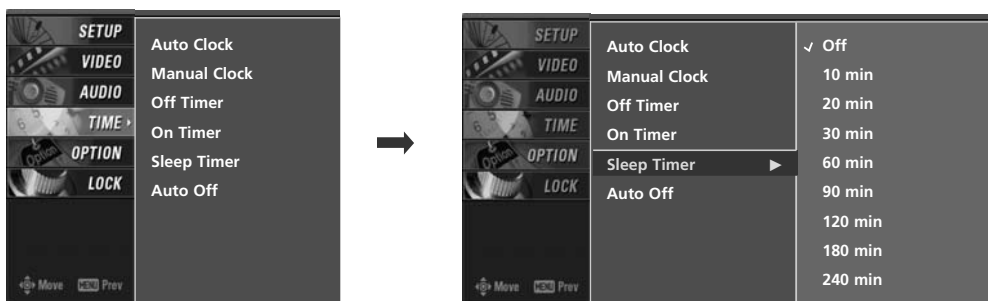 SETUP
VIDEO
AUDIO
TIME
OPTION
LOCK
Move MENU Prev
Auto Clock
Manual Clock
Off Timer
On Timer
Sleep Timer
Auto Off
SETUP
VIDEO
AUDIO
TIME
OPTION
LOCK
Move MENU Prev
Auto Clock
Manual Clock
Off Timer
On Timer
Sleep Timer ►
Auto Off
✓ Off
10 min
20 min
30 min
60 min
90 min
120 min
180 min
240 min